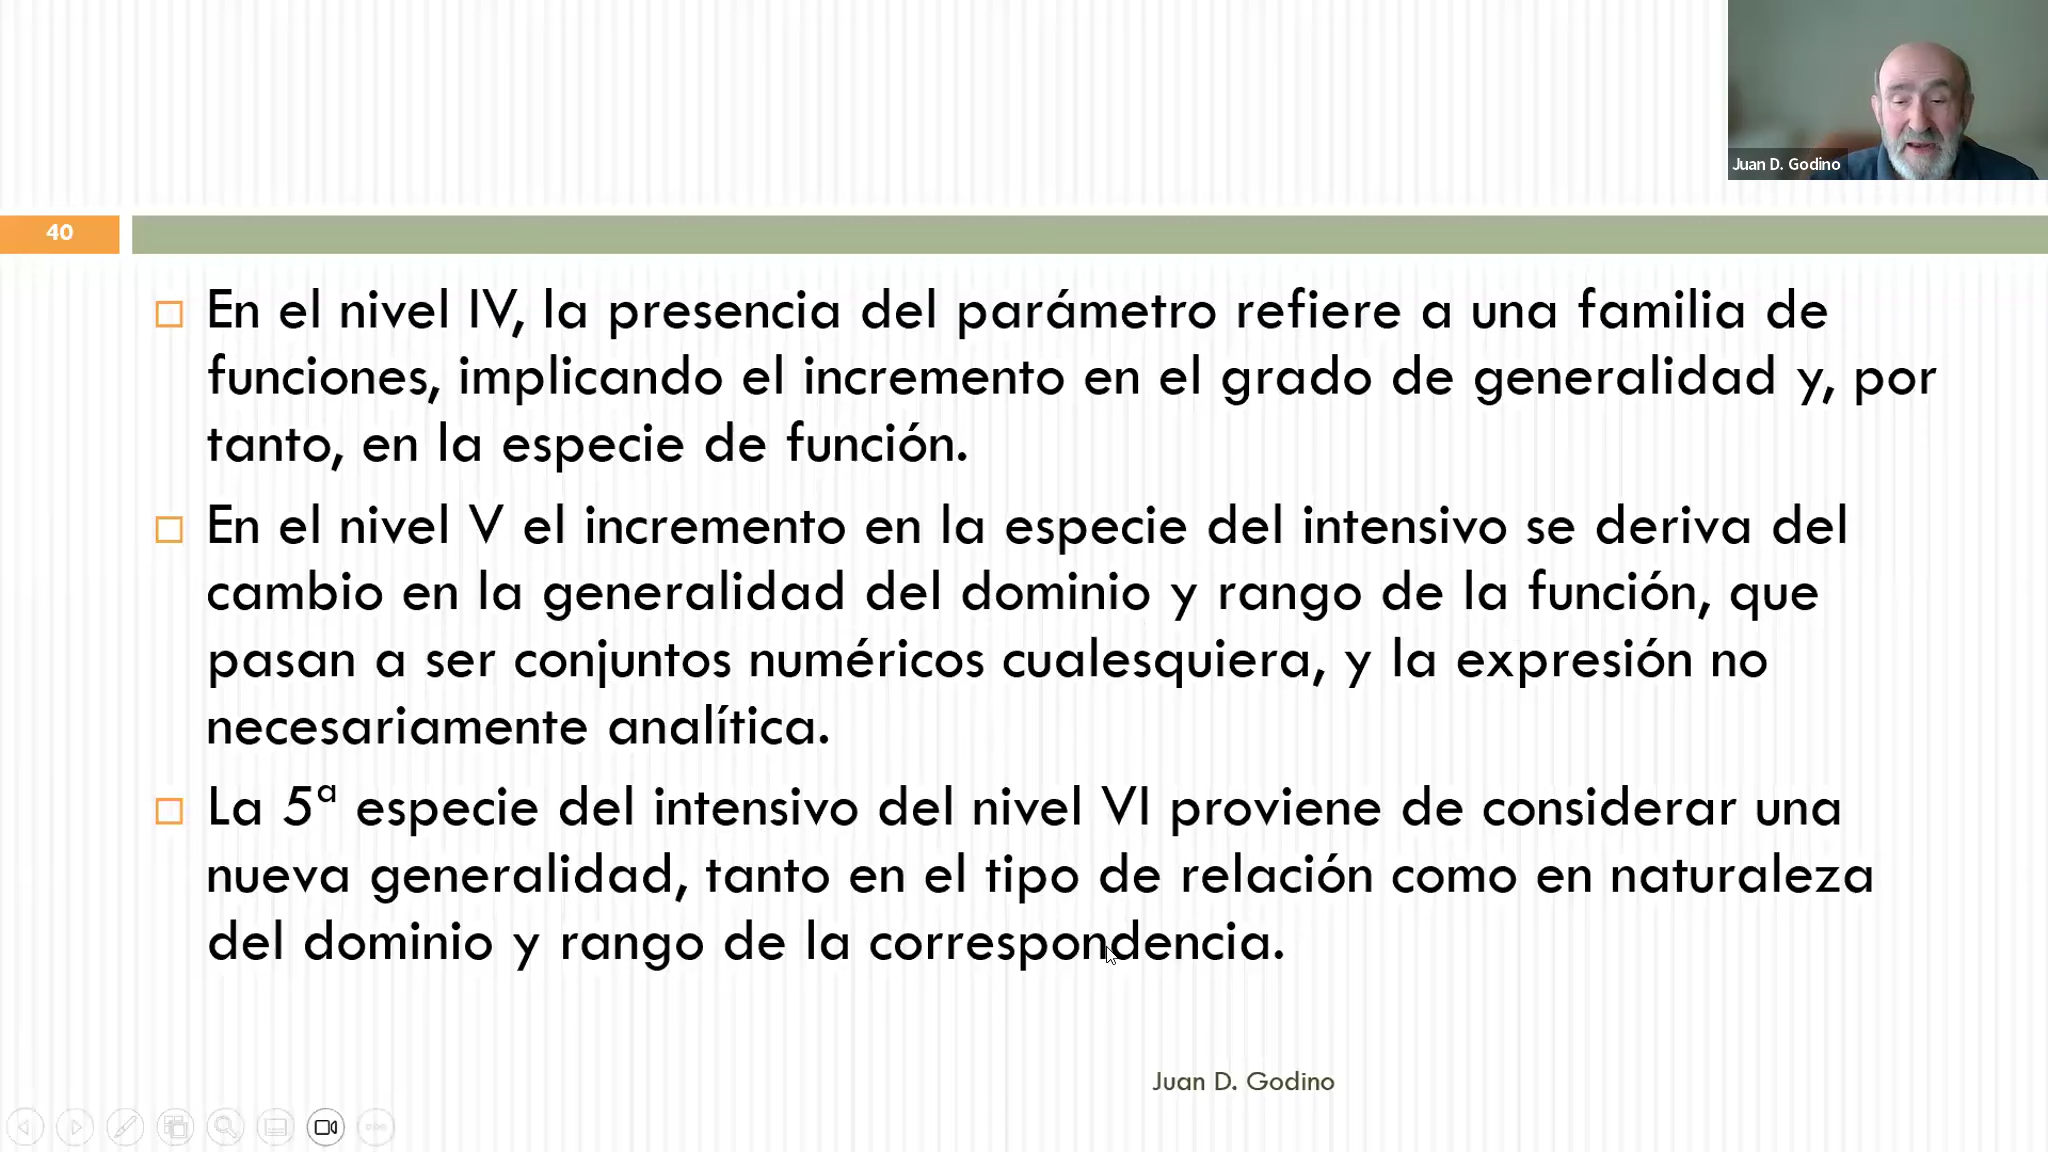 Juan D. Godino
40
En el nivel IV, la presencia del parámetro refiere a una familia de
funciones, implicando el incremento en el grado de generalidad y, por
tanto, en la especie de función.
En el nivel V el incremento en la especie del intensivo se deriva del
cambio en la generalidad del dominio y rango de la función, que
pasan a ser conjuntos numéricos cualesquiera, y la expresión no
necesariamente analítica.
La 5ª especie del intensivo del nivel VI proviene de considerar una
nueva generalidad, tanto en el tipo de relación como en naturaleza
del dominio y rango de la correspondencia.
Juan D. Godino